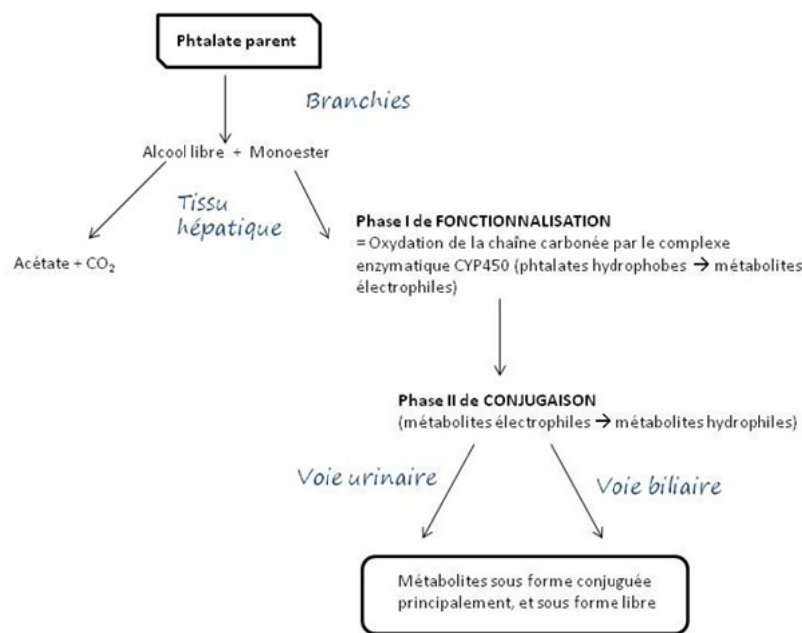 Phtalate parent
Branchies
Alcool libre + Monoester
Tissu
hépatique
Acétate + CO₂
Phase I de FONCTIONNALISATION
= Oxydation de la chaîne carbonée par le complexe
enzymatique CYP450 (phtalates hydrophobes → métabolites
électrophiles)
Phase II de CONJUGAISON
(métabolites électrophiles → métabolites hydrophiles)
Voie urinaire
Voie biliaire
Métabolites sous forme conjuguée
principalement, et sous forme libre